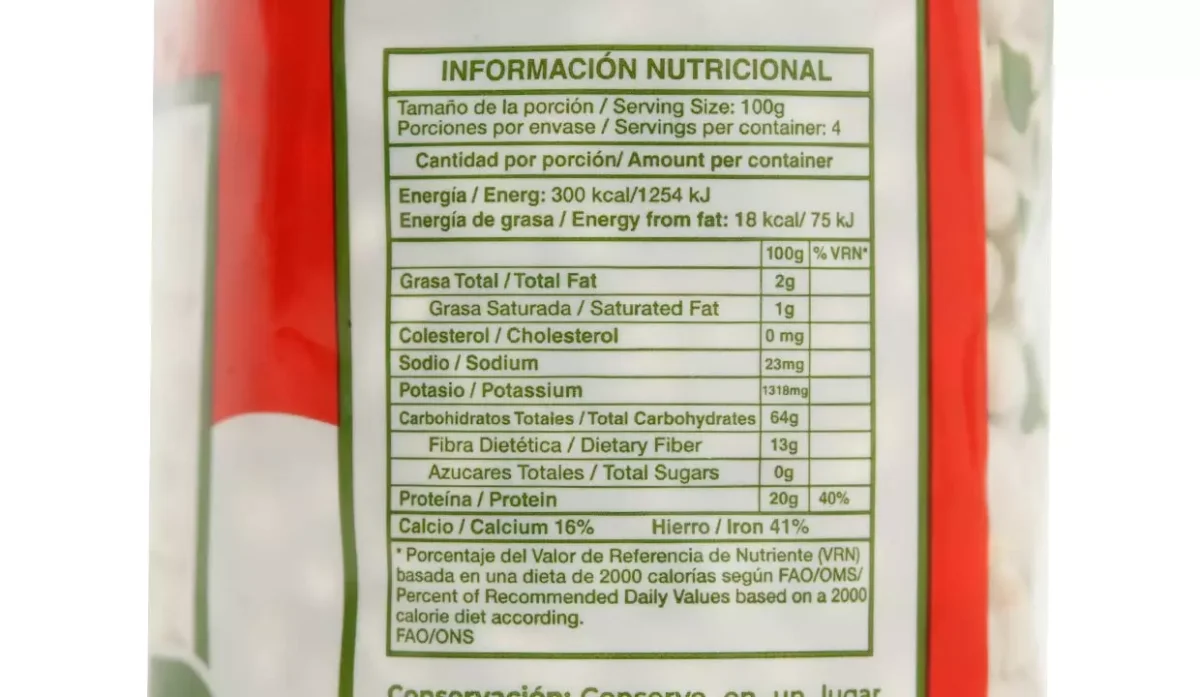 INFORMACIÓN NUTRICIONAL
Tamaño de la porción / Serving Size: 100g
Porciones por envase / Servings per container: 4
Cantidad por porción/ Amount per container
Energía / Energ: 300 kcal/1254 kJ
Energía de grasa / Energy from fat: 18 kcal/ 75 kJ
100g % VRN*
Grasa Total / Total Fat 2g
Grasa Saturada / Saturated Fat 1g
Colesterol / Cholesterol 0 mg
Sodio / Sodium 23mg
Potasio / Potassium 1318mg
Carbohidratos Totales / Total Carbohydrates 64g
Fibra Dietética / Dietary Fiber 13g
Azucares Totales / Total Sugars 0g
Proteína / Protein 20g 40%
Calcio / Calcium 16% Hierro / Iron 41%
* Porcentaje del Valor de Referencia de Nutriente (VRN)
basada en una dieta de 2000 calorías según FAO/OMS/
Percent of Recommended Daily Values based on a 2000
calorie diet according.
FAO/ONS
Conservación: Conserve en un lugar